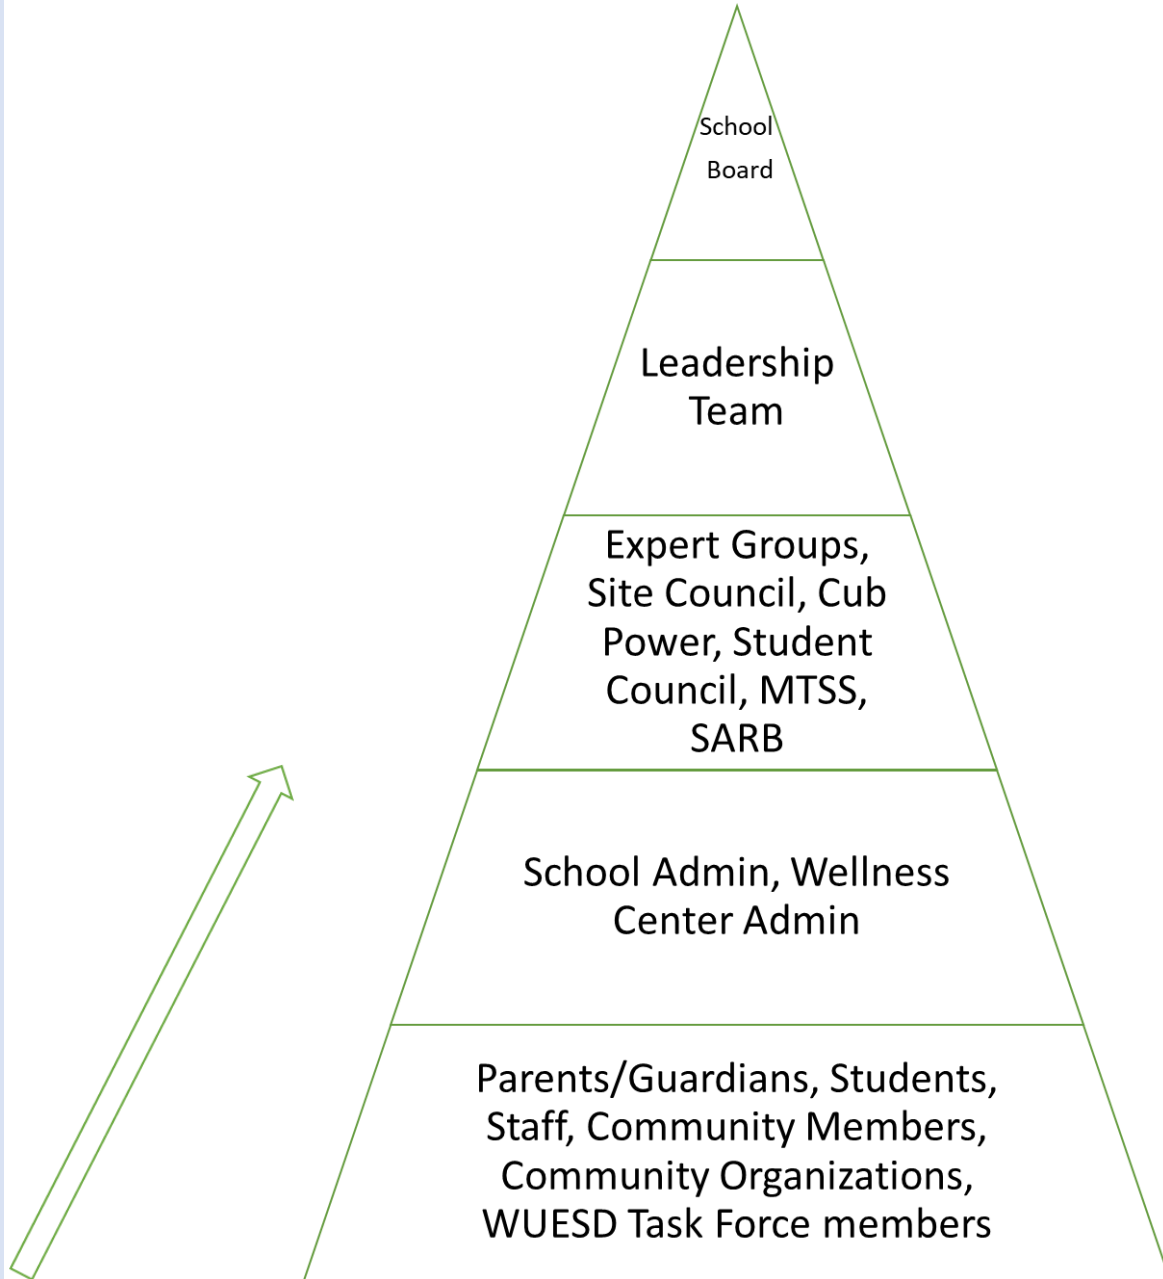 School
Board
Leadership
Team
Expert Groups,
Site Council, Cub
Power, Student
Council, MTSS,
SARB
School Admin, Wellness
Center Admin
Parents/Guardians, Students,
Staff, Community Members,
Community Organizations,
WUESD Task Force members